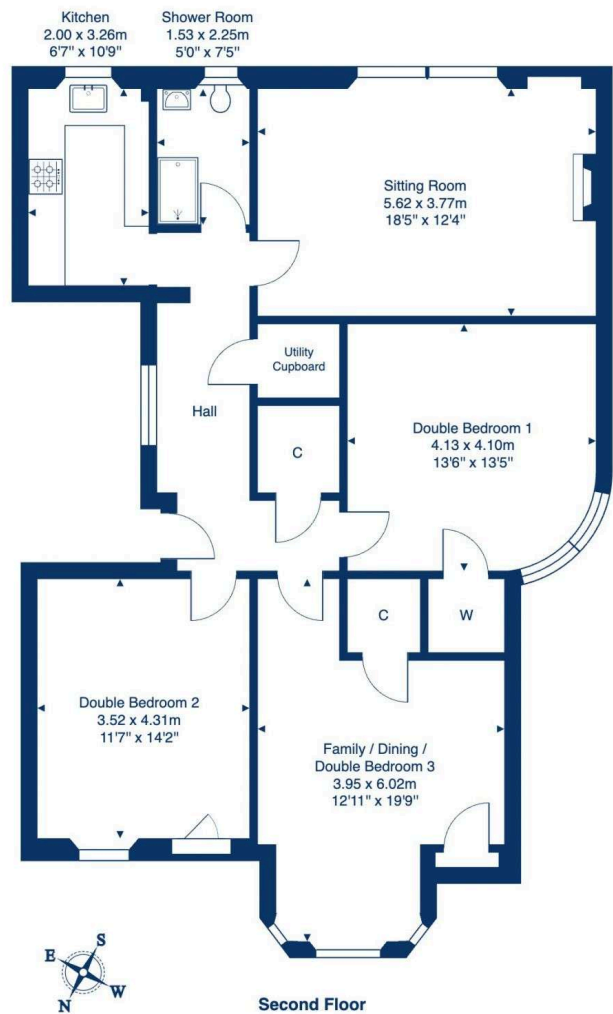 Kitchen
2.00 x 3.26m
6'7" x 10'9"
Shower Room
1.53 x 2.25m
5'0" x 7'5"
Sitting Room
5.62 x 3.77m
18'5" x 12'4"
Utility
Cupboard
Hall
C
Double Bedroom 1
4.13 x 4.10m
13'6" x 13'5"
C
W
Double Bedroom 2
3.52 x 4.31m
11'7" x 14'2"
Family / Dining /
Double Bedroom 3
3.95 x 6.02m
12'11" x 19'9"
E
S
N
W
Second Floor